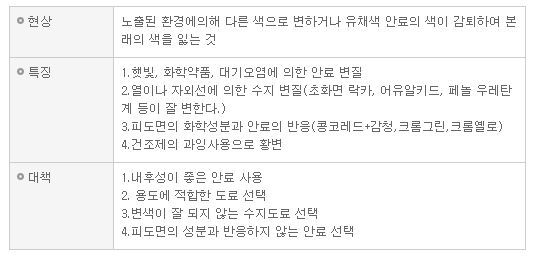 현상
노출된 환경에의해 다른 색으로 변하거나 유채색 안료의 색이 감퇴하여 본
래의 색을 잃는 것
특징
1.햇빛, 화학약품, 대기오염에 의한 안료 변질
2.열이나 자외선에 의한 수지 변질(초화면 락카, 어유알키드, 페놀 우레탄
계 등이 잘 변한다.)
3.피도면의 화학성분과 안료의 반응(콩코레드+감청,크롬그린,크롬옐로)
4.건조제의 과잉사용으로 황변
대책
1.내후성이 좋은 안료 사용
2. 용도에 적합한 도료 선택
3.변색이 잘 되지 않는 수지도료 선택
4.피도면의 성분과 반응하지 않는 안료 선택